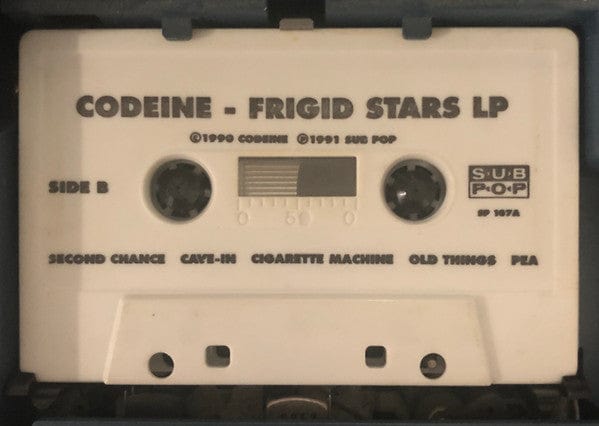 CODEINE - FRIGID STARS LP
©1990 CODEINE ℗1991 SUB POP
SIDE B
SUB
POP
0 50 0
SP 107A
SECOND CHANCE CAVE-IN CIGARETTE MACHINE OLD THINGS PEA